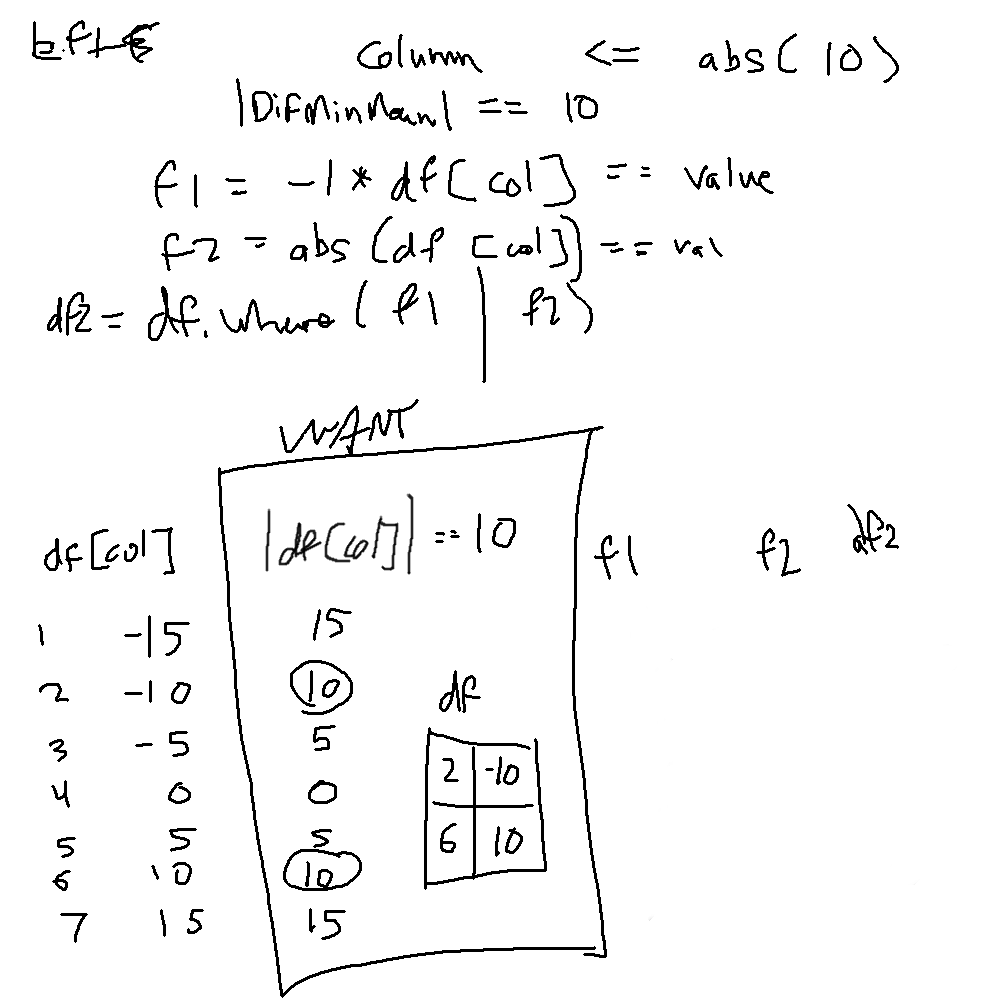 Column <= abs(10)
|DifMinMean| == 10
f1 = -1 * df[col] == value
f2 = abs(df[col]) == val
df2 = df.where(f1 | f2)
WANT
df[col] |df[col]| == 10 f1 f2 df2
1 -15 15
2 -10 10 df
3 -5 5 2 -10
4 0 0
5 5 5 6 10
6 10 10
7 15 15